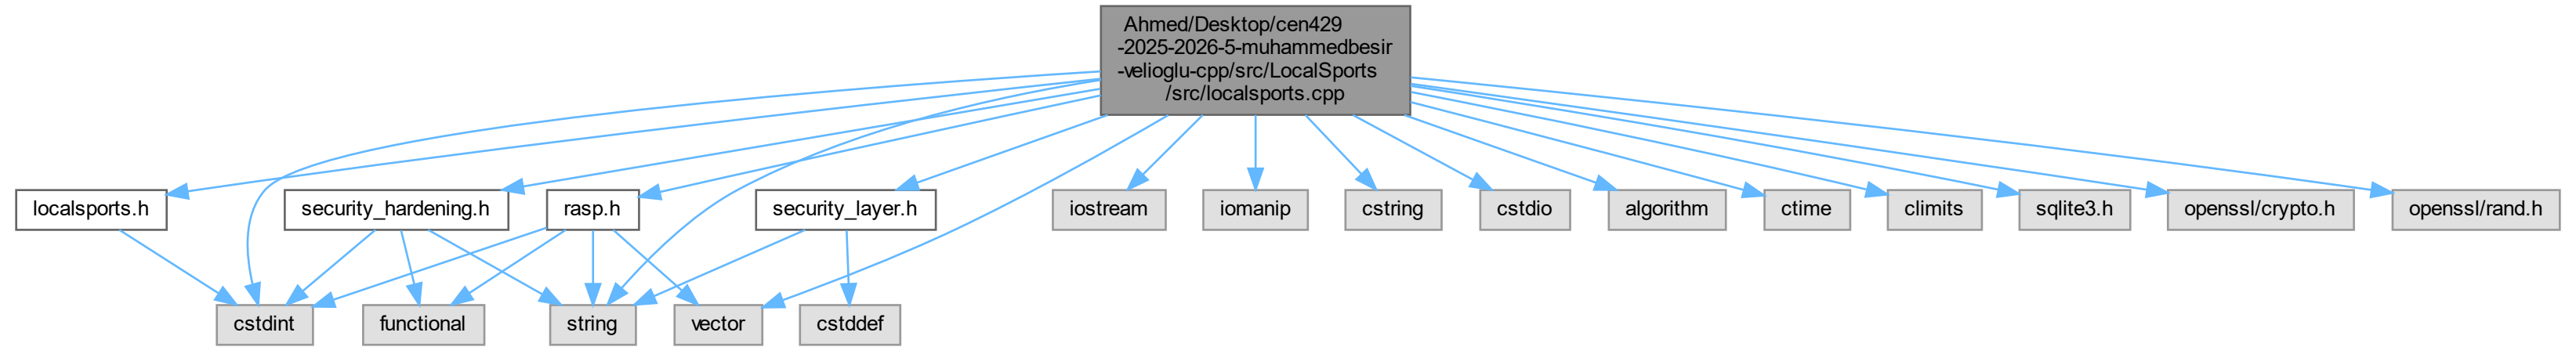 Ahmed/Desktop/cen429
-2025-2026-5-muhammedbesir
-velioglu-cpp/src/LocalSports
/src/localsports.cpp
localsports.h
security_hardening.h
rasp.h
security_layer.h
iostream
iomanip
cstring
cstdio
algorithm
ctime
climits
sqlite3.h
openssl/crypto.h
openssl/rand.h
cstdint
functional
string
vector
cstddef